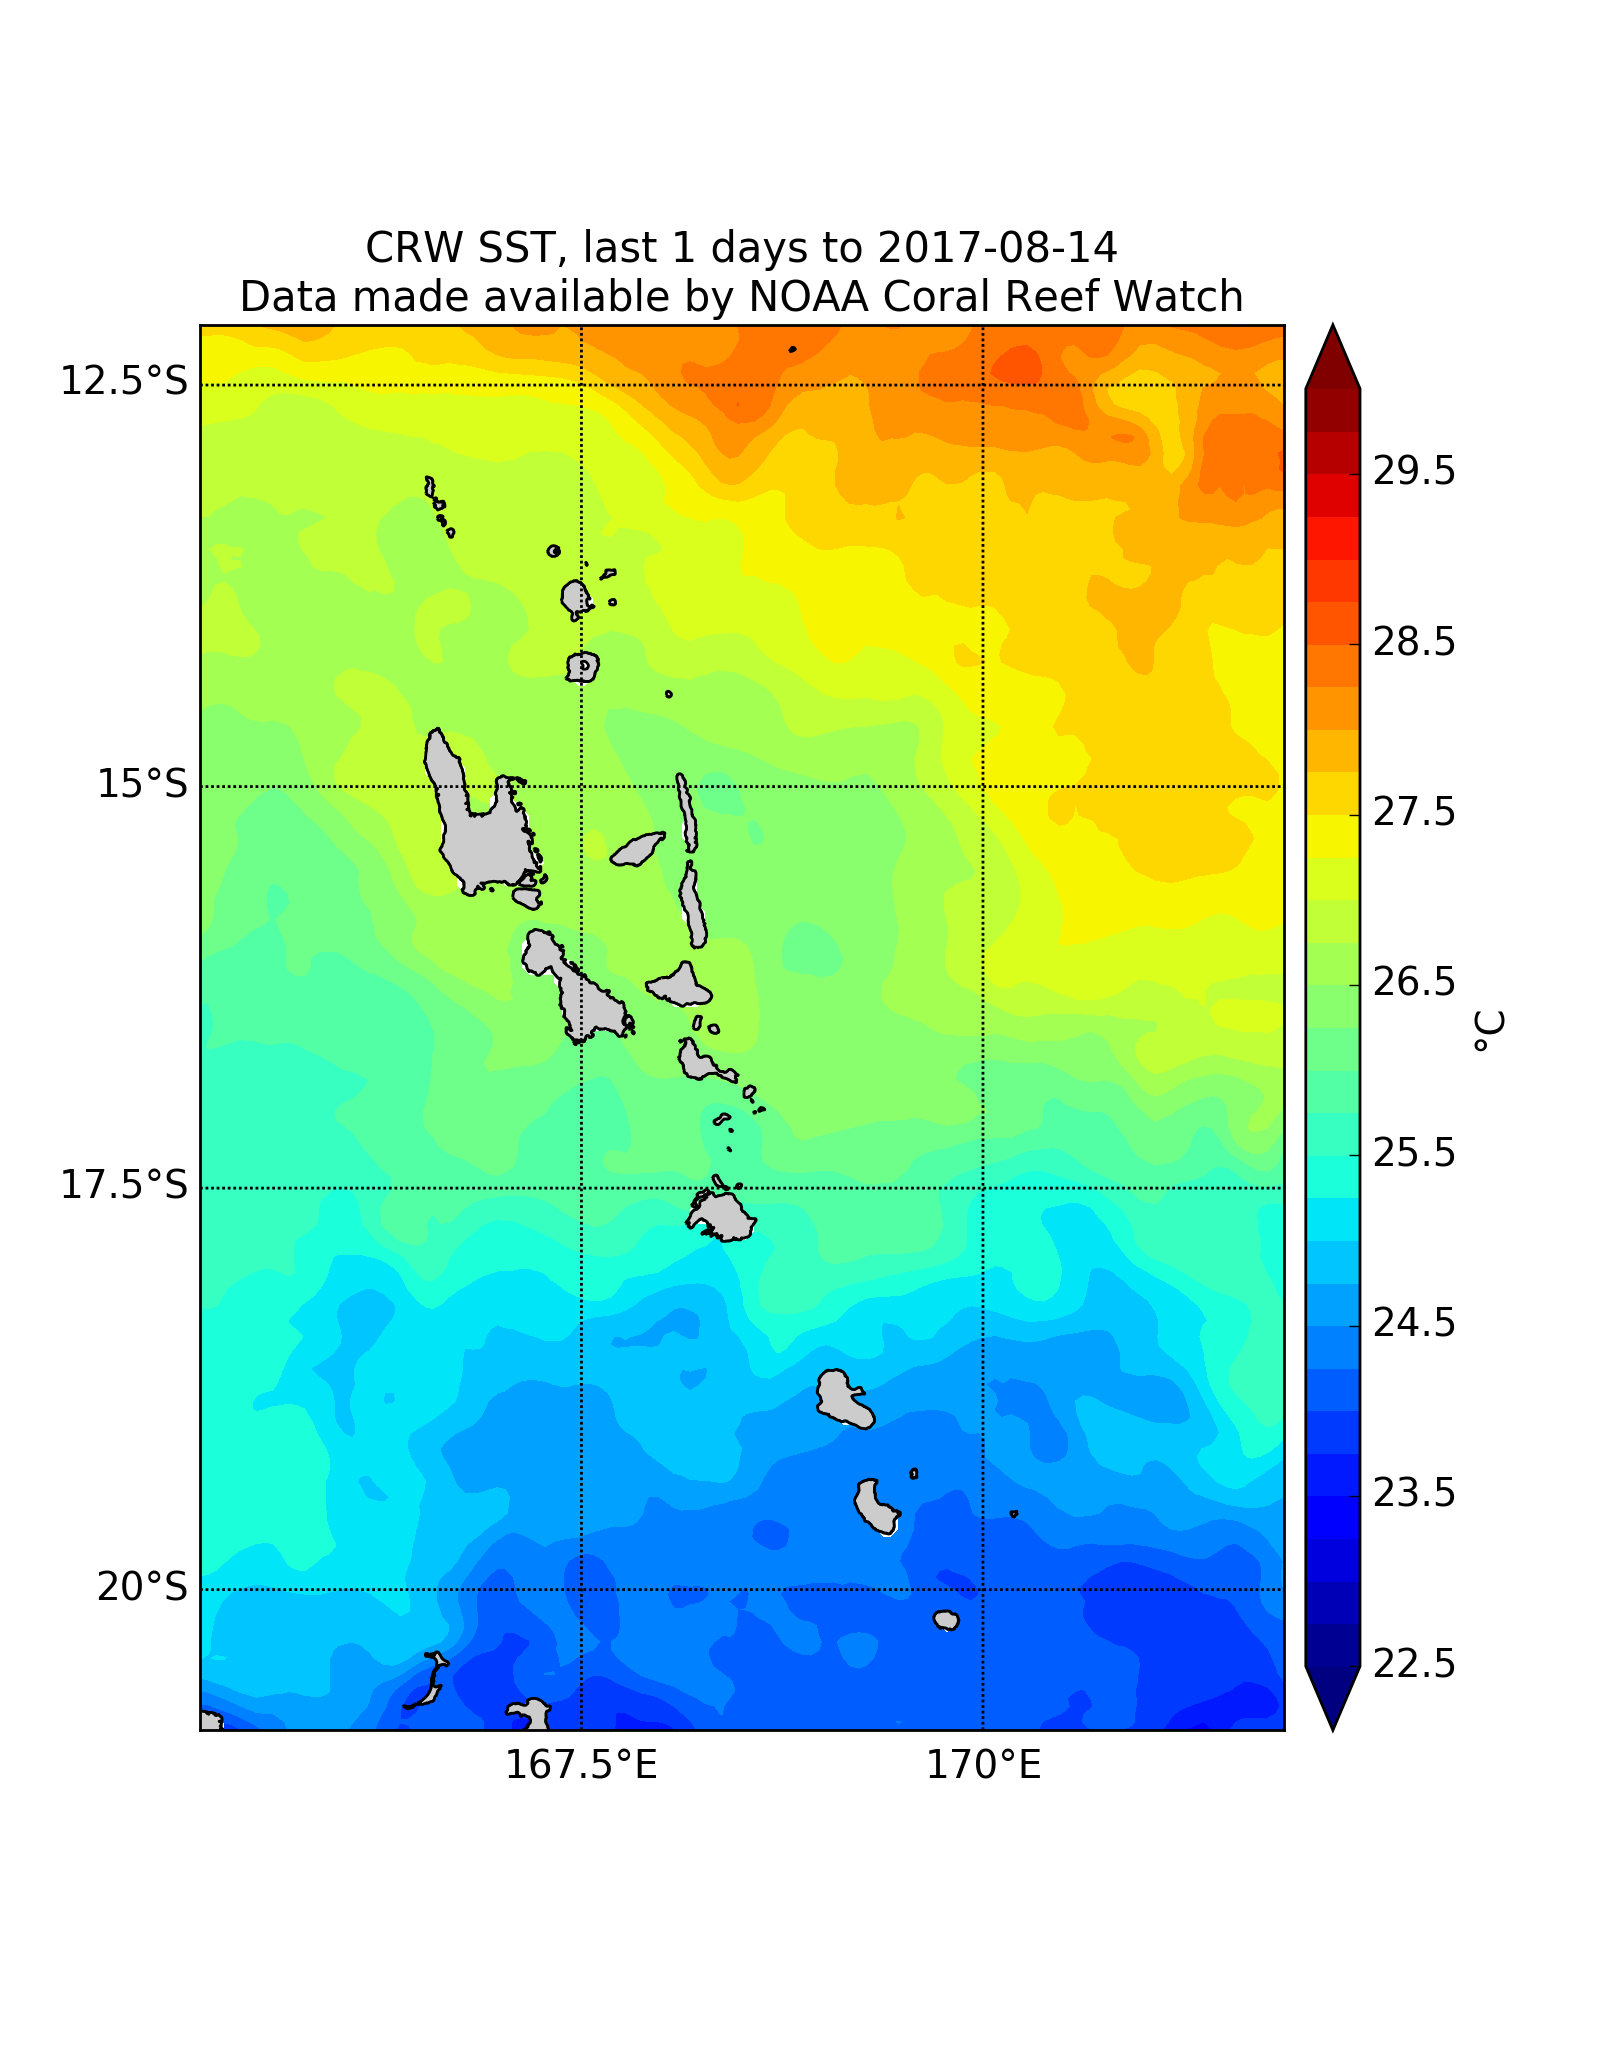 CRW SST, last 1 days to 2017-08-14
Data made available by NOAA Coral Reef Watch
12.5°S
15°S
17.5°S
20°S
167.5°E
170°E
29.5
28.5
27.5
26.5
25.5
24.5
23.5
22.5
°C